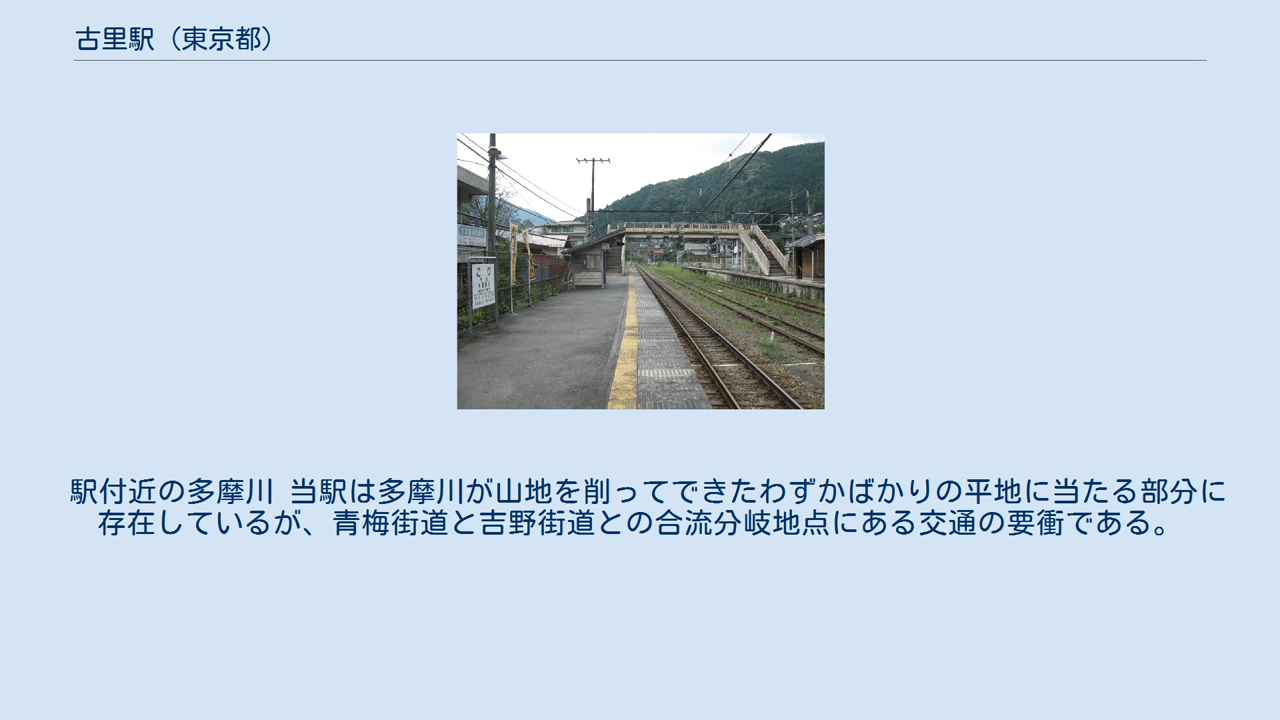 古里駅（東京都）
こり
駅付近の多摩川 当駅は多摩川が山地を削ってできたわずかばかりの平地に当たる部分に
存在しているが、青梅街道と吉野街道との合流分岐地点にある交通の要衝である。